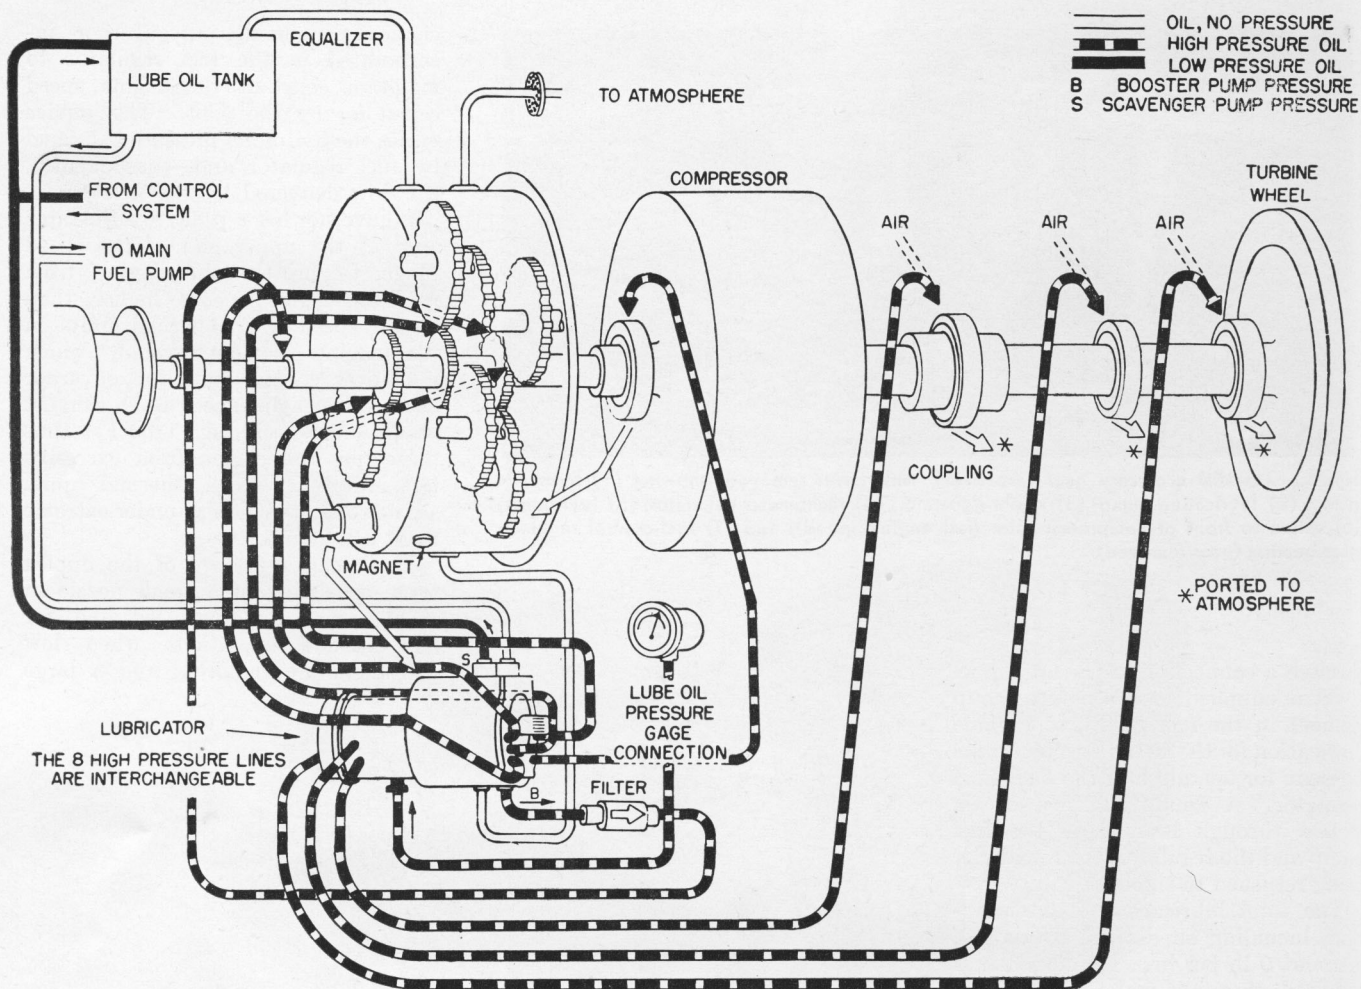 EQUALIZER
LUBE OIL TANK
TO ATMOSPHERE
OIL, NO PRESSURE
HIGH PRESSURE OIL
LOW PRESSURE OIL
B BOOSTER PUMP PRESSURE
S SCAVENGER PUMP PRESSURE
FROM CONTROL
SYSTEM
TO MAIN
FUEL PUMP
COMPRESSOR
TURBINE
WHEEL
AIR
AIR
AIR
COUPLING
*
*
*
MAGNET
*PORTED TO
ATMOSPHERE
S
LUBE OIL
PRESSURE
GAGE
CONNECTION
LUBRICATOR
THE 8 HIGH PRESSURE LINES
ARE INTERCHANGEABLE
B
FILTER